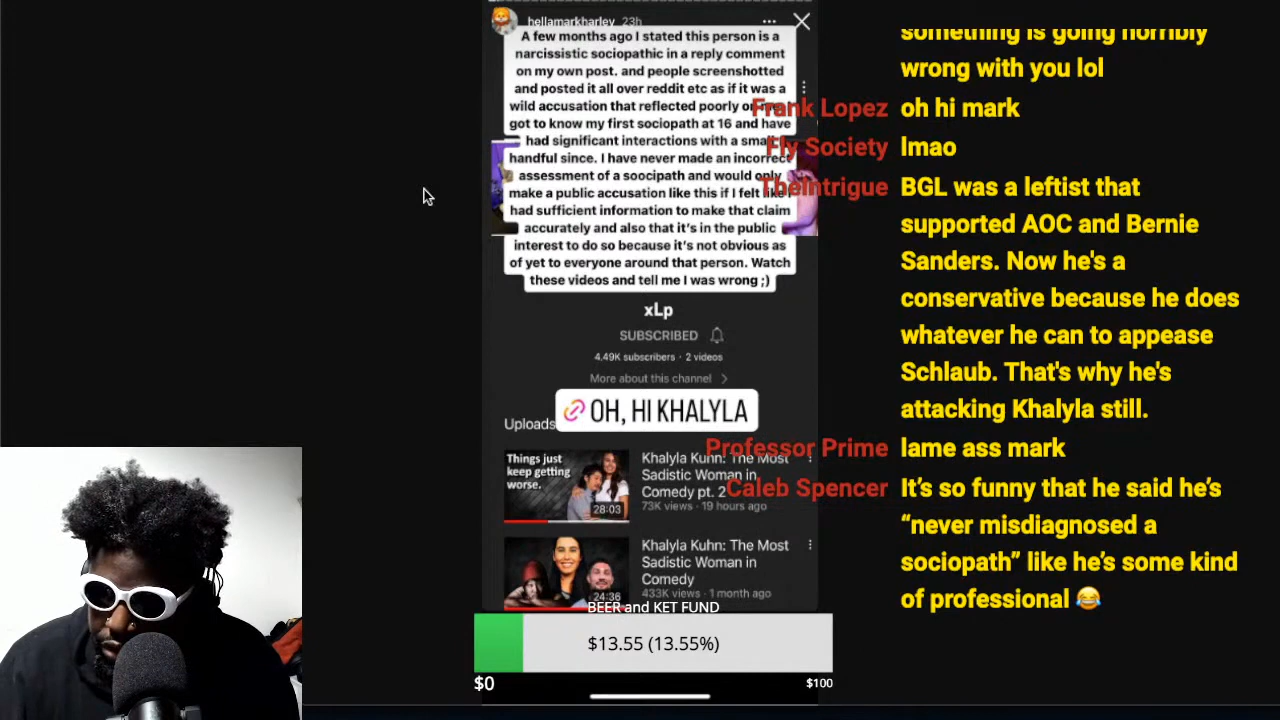 hellamarkharley 23h
A few months ago I stated this person is a
narcissistic sociopathic in a reply comment
on my own post. and people screenshotted
and posted it all over reddit etc as if it was a
wild accusation that reflected poorly on
got to know my first sociopath at 16 and have
had significant interactions with a small
handful since. I have never made an incorrect
assessment of a soocipath and would only
make a public accusation like this if I felt like I
had sufficient information to make that claim
accurately and also that it's in the public
interest to do so because it's not obvious as
of yet to everyone around that person. Watch
these videos and tell me I was wrong ;)
xLp
SUBSCRIBED
4.49K subscribers · 2 videos
More about this channel
OH, HI KHALYLA
Uploads
Things just
keep getting
worse.
28:03
Khalyla Kuhn: The Most
Sadistic Woman in
Comedy pt. 2
73K views · 19 hours ago
24:36
Khalyla Kuhn: The Most
Sadistic Woman in
Comedy
433K views · 1 month ago
BEER and KET FUND
$13.55 (13.55%)
$0
$100
something is going horribly
wrong with you lol
Frank Lopez oh hi mark
Fly Society lmao
TheIntrigue BGL was a leftist that
supported AOC and Bernie
Sanders. Now he's a
conservative because he does
whatever he can to appease
Schlaub. That's why he's
attacking Khalyla still.
Professor Prime lame ass mark
Caleb Spencer It's so funny that he said he's
“never misdiagnosed a
sociopath” like he's some kind
of professional 😂